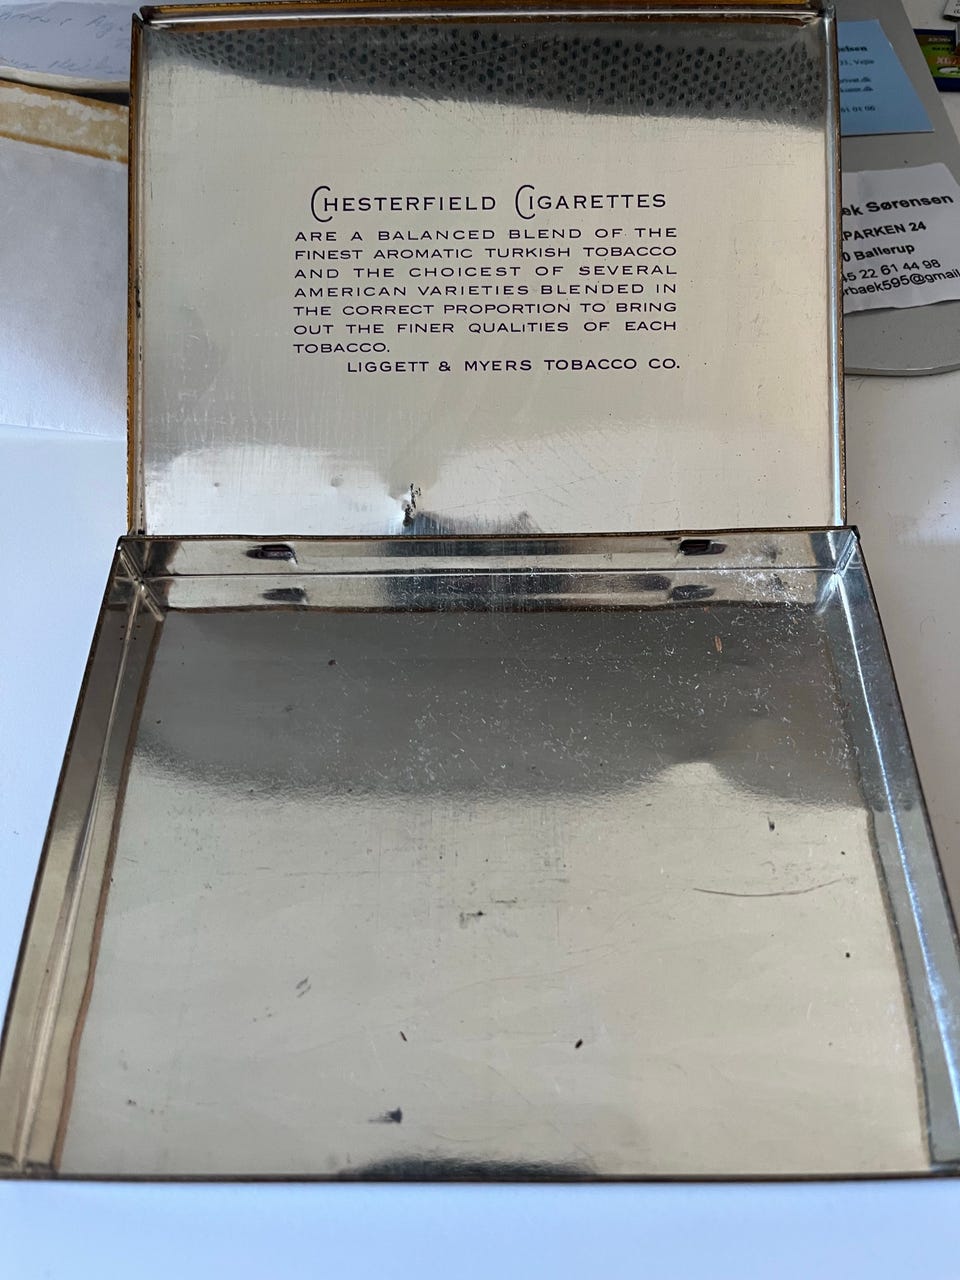 CHESTERFIELD CIGARETTES
ARE A BALANCED BLEND OF THE
FINEST AROMATIC TURKISH TOBACCO
AND THE CHOICEST OF SEVERAL
AMERICAN VARIETIES BLENDED IN
THE CORRECT PROPORTION TO BRING
OUT THE FINER QUALITIES OF EACH
TOBACCO.
LIGGETT & MYERS TOBACCO CO.
Vejle
Sørensen
PARKEN 24
Ballerup
22 61 44 98